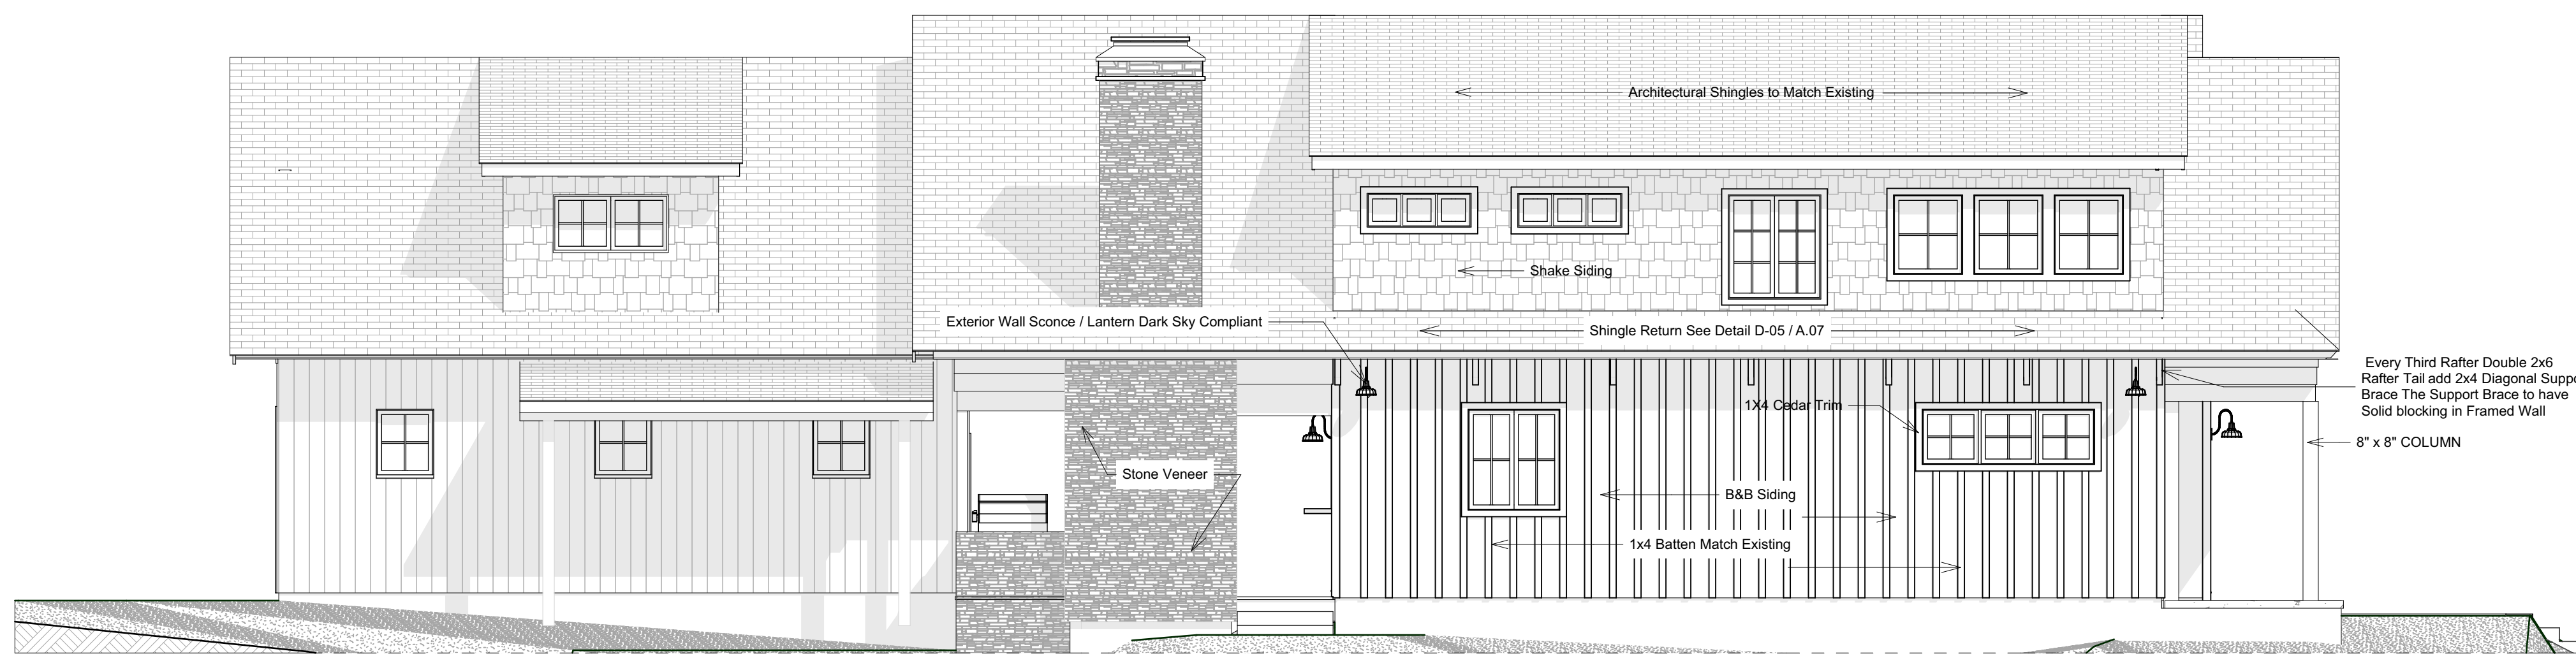 Architectural Shingles to Match Existing
Shake Siding
Exterior Wall Sconce / Lantern Dark Sky Compliant
Shingle Return See Detail D-05 / A.07
Every Third Rafter Double 2x6
Rafter Tail add 2x4 Diagonal
Brace The Support Brace to have
Solid blocking in Framed Wall
1X4 Cedar Trim
8" x 8" COLUMN
Stone Veneer
B&B Siding
1x4 Batten Match Existing